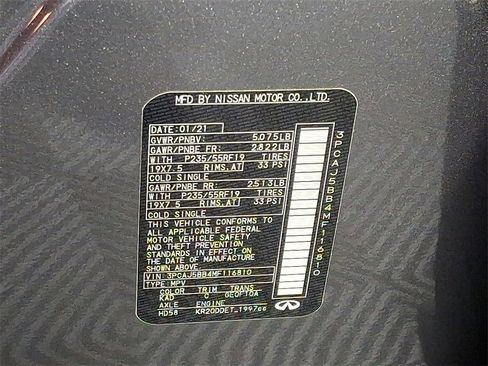 MFD BY NISSAN MOTOR CO.,LTD.
DATE:01/21
GVWR/PNBV: 5,075LB
GAWR/PNBE FR: 2,822LB
WITH P235/55RF19 TIRES
19X7.5 RIMS,AT 33 PSI
COLD SINGLE
GAWR/PNBE RR: 2,513LB
WITH P235/55RF19 TIRES
19X7.5 RIMS,AT 33 PSI
COLD SINGLE
THIS VEHICLE CONFORMS TO
ALL APPLICABLE FEDERAL
MOTOR VEHICLE SAFETY
AND THEFT PREVENTION
STANDARDS IN EFFECT ON
THE DATE OF MANUFACTURE
SHOWN ABOVE.
VIN:3PCAJ5BB4MF116810
TYPE:MPV
COLOR TRIM TRANS
KAD G GE0FT0A
AXLE ENGINE
HD58 KR20DDET 1997cc
3PCAJ5BB4MF116810
INFINITI